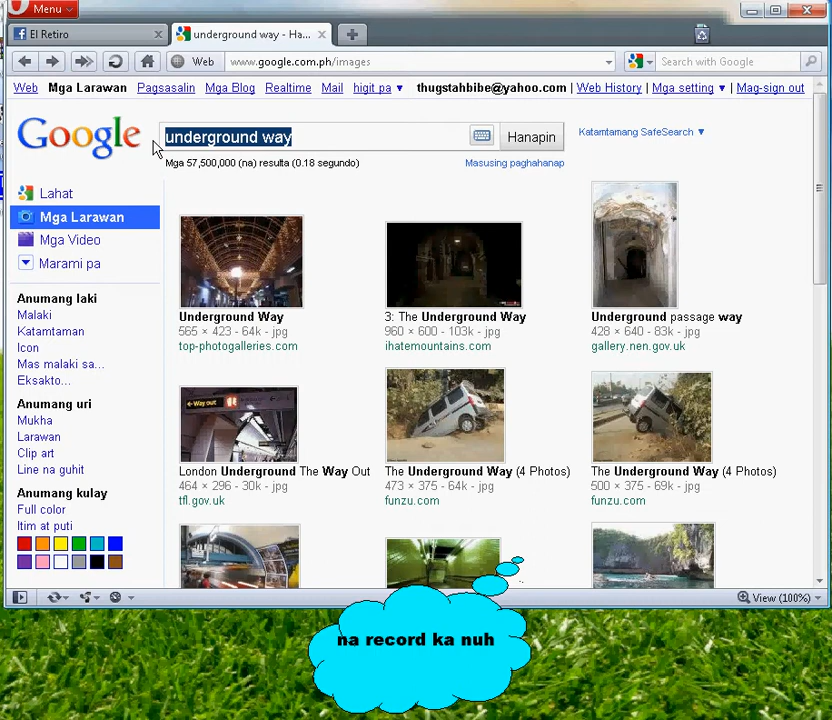 Menu
El Retiro
underground way - Ha...
Web
www.google.com.ph/images
Search with Google
Web Mga Larawan Pagsasalin Mga Blog Realtime Mail higit pa ▼ thugstahbibe@yahoo.com | Web History | Mga setting ▼ | Mag-sign out
Google
underground way
Hanapin
Katamtamang SafeSearch ▼
Mga 57,500,000 (na) resulta (0.18 segundo)
Masusing paghahanap
Lahat
Mga Larawan
Mga Video
Marami pa
Anumang laki
Malaki
Katamtaman
Icon
Mas malaki sa...
Eksakto...
Anumang uri
Mukha
Larawan
Clip art
Line na guhit
Anumang kulay
Full color
Itim at puti
Underground Way
565 × 423 - 64k - jpg
top-photogalleries.com
3: The Underground Way
960 × 600 - 103k - jpg
ihatemountains.com
Underground passage way
428 × 640 - 83k - jpg
gallery.nen.gov.uk
Way out
London Underground The Way Out
464 × 296 - 30k - jpg
tfl.gov.uk
The Underground Way (4 Photos)
473 × 375 - 64k - jpg
funzu.com
The Underground Way (4 Photos)
500 × 375 - 69k - jpg
funzu.com
View (100%)
na record ka nuh